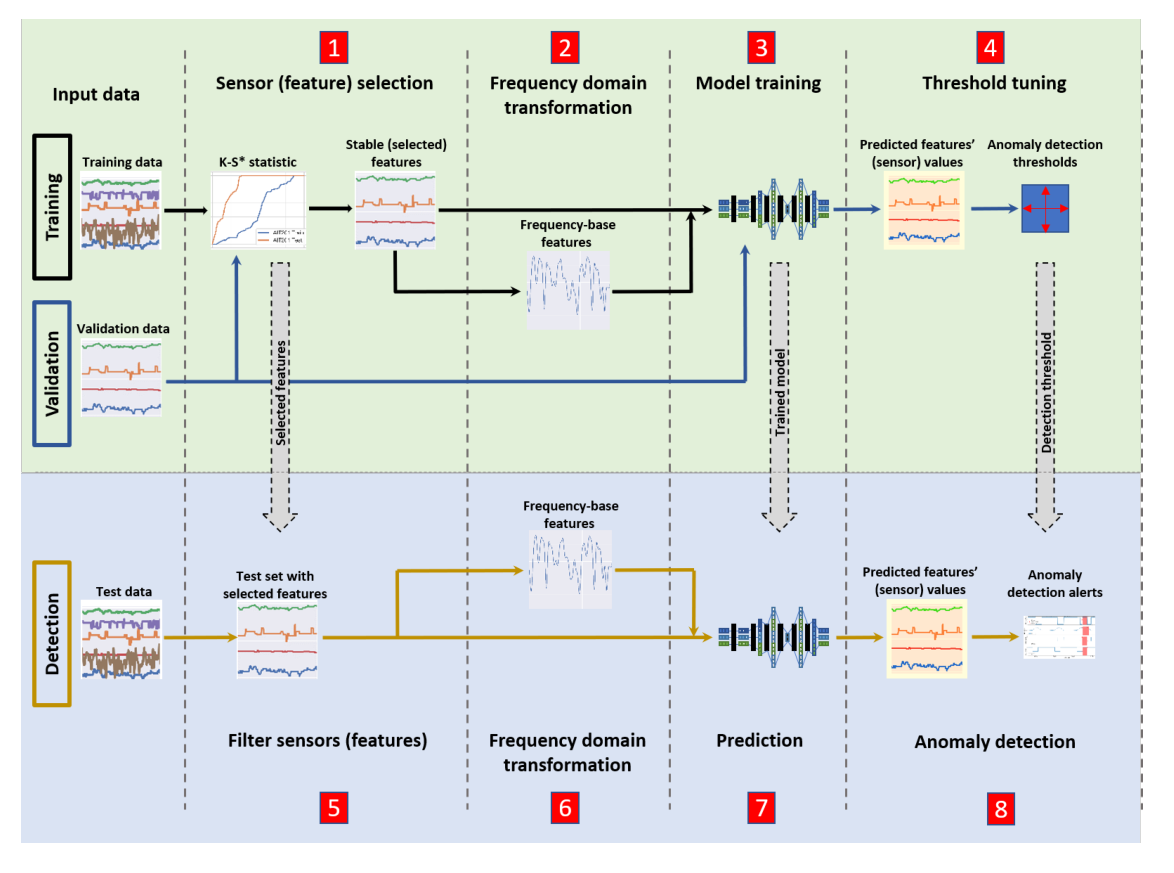 1
2
3
4
Sensor (feature) selection
Frequency domain
transformation
Model training
Threshold tuning
Input data
Training
Training data
K-S* statistic
Stable (selected)
features
Frequency-base
features
Predicted features'
(sensor) values
Anomaly detection
thresholds
Validation
Validation data
Selected features
Trained model
Detection threshold
Detection
Test data
Test set with
selected features
Frequency-base
features
Predicted features'
(sensor) values
Anomaly
detection alerts
Filter sensors (features)
Frequency domain
transformation
Prediction
Anomaly detection
5
6
7
8